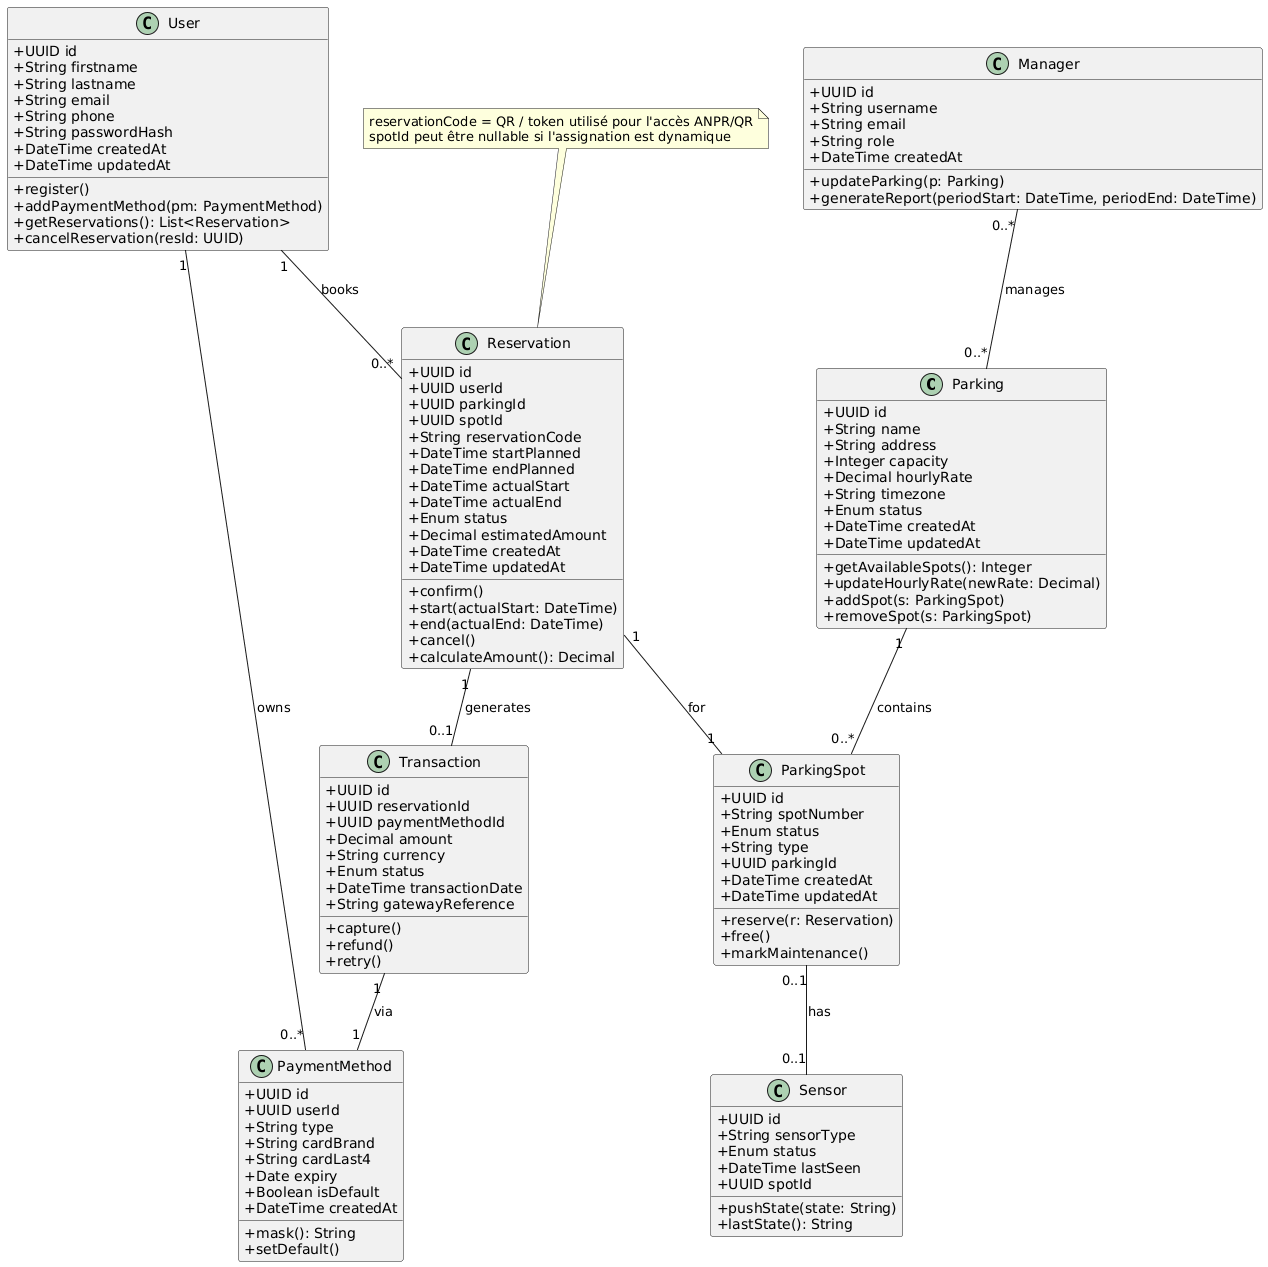 C User
+UUID id
+String firstname
+String lastname
+String email
+String phone
+String passwordHash
+DateTime createdAt
+DateTime updatedAt
+register()
+addPaymentMethod(pm: PaymentMethod)
+getReservations(): List<Reservation>
+cancelReservation(resId: UUID)
reservationCode = QR / token utilisé pour l'accès ANPR/QR
spotId peut être nullable si l'assignation est dynamique
C Manager
+UUID id
+String username
+String email
+String role
+DateTime createdAt
+updateParking(p: Parking)
+generateReport(periodStart: DateTime, periodEnd: DateTime)
1
1
books
0..*
0..*
manages
0..*
C Reservation
+UUID id
+UUID userId
+UUID parkingId
+UUID spotId
+String reservationCode
+DateTime startPlanned
+DateTime endPlanned
+DateTime actualStart
+DateTime actualEnd
+Enum status
+Decimal estimatedAmount
+DateTime createdAt
+DateTime updatedAt
+confirm()
+start(actualStart: DateTime)
+end(actualEnd: DateTime)
+cancel()
+calculateAmount(): Decimal
C Parking
+UUID id
+String name
+String address
+Integer capacity
+Decimal hourlyRate
+String timezone
+Enum status
+DateTime createdAt
+DateTime updatedAt
+getAvailableSpots(): Integer
+updateHourlyRate(newRate: Decimal)
+addSpot(s: ParkingSpot)
+removeSpot(s: ParkingSpot)
owns
1
generates
0..1
1
for
1
1
contains
0..*
C Transaction
+UUID id
+UUID reservationId
+UUID paymentMethodId
+Decimal amount
+String currency
+Enum status
+DateTime transactionDate
+String gatewayReference
+capture()
+refund()
+retry()
C ParkingSpot
+UUID id
+String spotNumber
+Enum status
+String type
+UUID parkingId
+DateTime createdAt
+DateTime updatedAt
+reserve(r: Reservation)
+free()
+markMaintenance()
0..*
1
via
1
0..1
has
0..1
C PaymentMethod
+UUID id
+UUID userId
+String type
+String cardBrand
+String cardLast4
+Date expiry
+Boolean isDefault
+DateTime createdAt
+mask(): String
+setDefault()
C Sensor
+UUID id
+String sensorType
+Enum status
+DateTime lastSeen
+UUID spotId
+pushState(state: String)
+lastState(): String